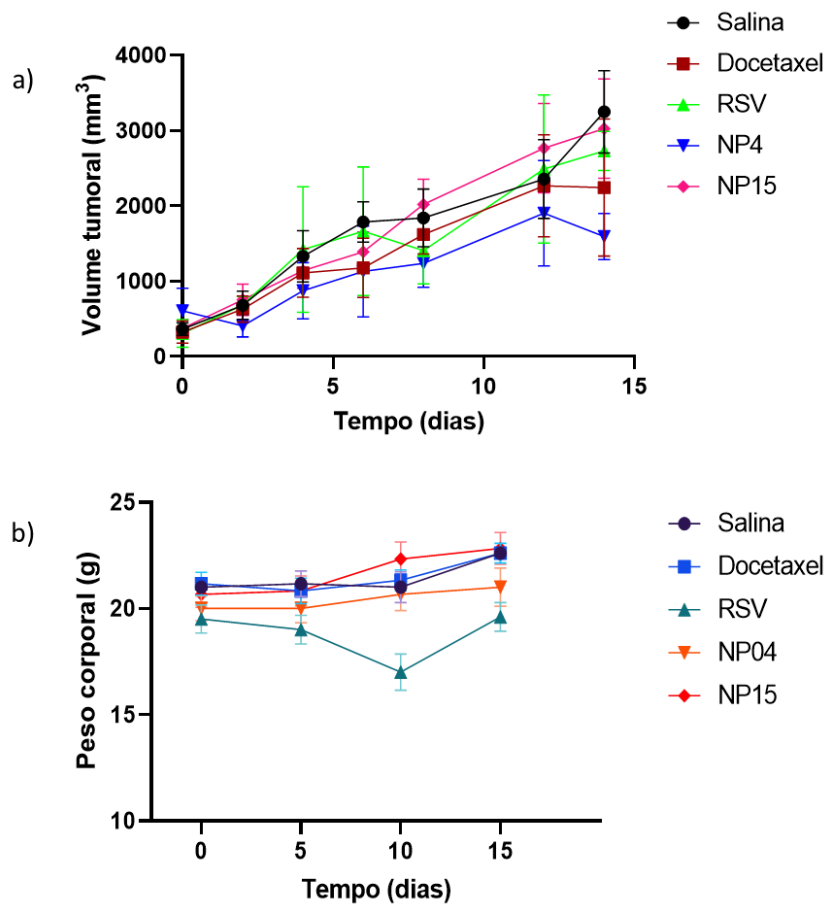 a)
Volume tumoral (mm³)
4000
3000
2000
1000
0
0
5
10
15
Tempo (dias)
Salina
Docetaxel
RSV
NP4
NP15
b)
Peso corporal (g)
25
20
15
10
0
5
10
15
Tempo (dias)
Salina
Docetaxel
RSV
NP04
NP15